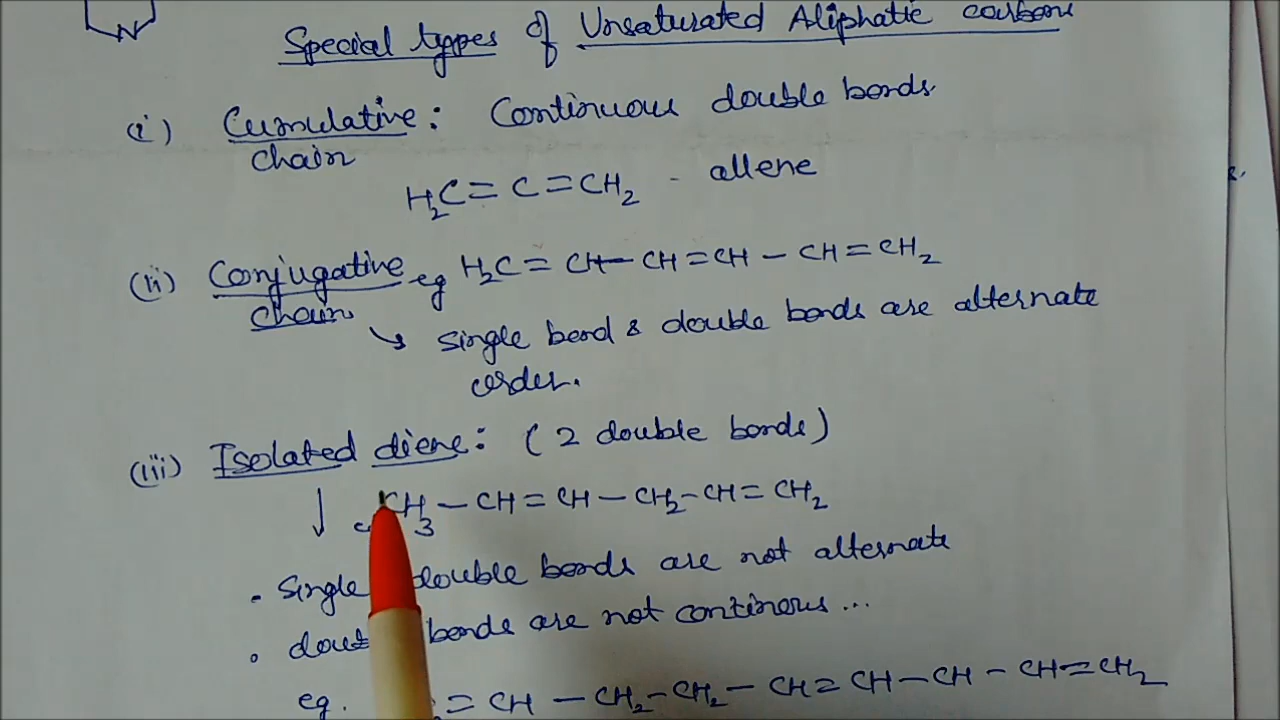 N
Special types of Unsaturated Aliphatic carbons
(i) Cumulative: Continuous double bonds.
chain
H₂C=C=CH₂ - allene
(ii) Conjugative eg H₂C=CH-CH=CH-CH=CH₂
chain
↳ single bond & double bonds are alternate
order.
(iii) Isolated diene: (2 double bonds)
↓ CH₃-CH=CH-CH₂-CH=CH₂
• Single double bonds are not alternate
• bonds are not continous...
eg. =CH-CH₂-CH₂-CH=CH-CH-CH=CH₂